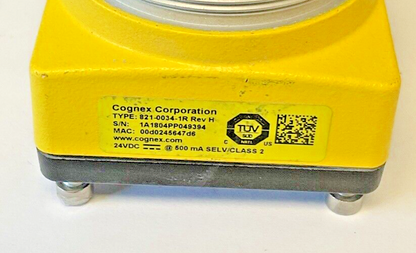 Cognex Corporation
TYPE: 821-0034-1R Rev H
S/N: 1A1804PP049394
MAC: 00d0245647d6
www.cognex.com
24VDC ⎓ @ 500 mA SELV/CLASS 2
TÜV
SÜD
C NRTL US